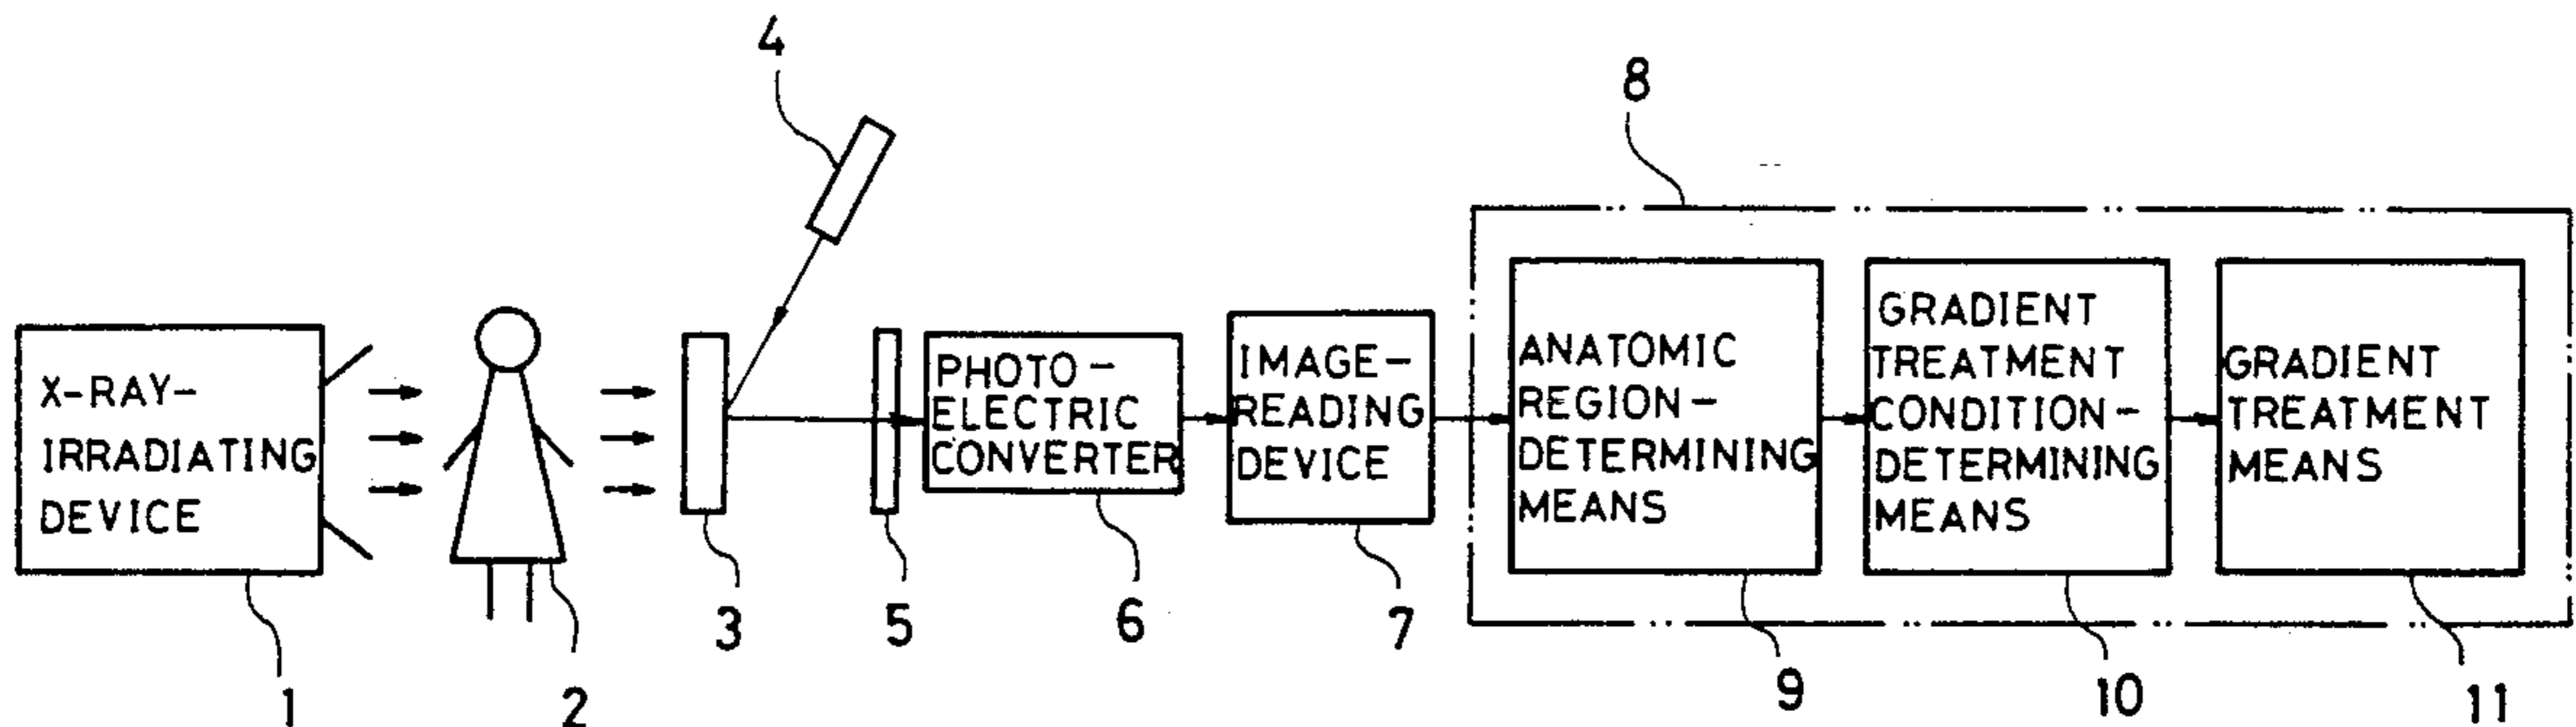 4
8
X-RAY-
IRRADIATING
DEVICE
PHOTO-
ELECTRIC
CONVERTER
IMAGE-
READING
DEVICE
ANATOMIC
REGION-
DETERMINING
MEANS
GRADIENT
TREATMENT
CONDITION-
DETERMINING
MEANS
GRADIENT
TREATMENT
MEANS
1
2
3
5
6
7
9
10
11